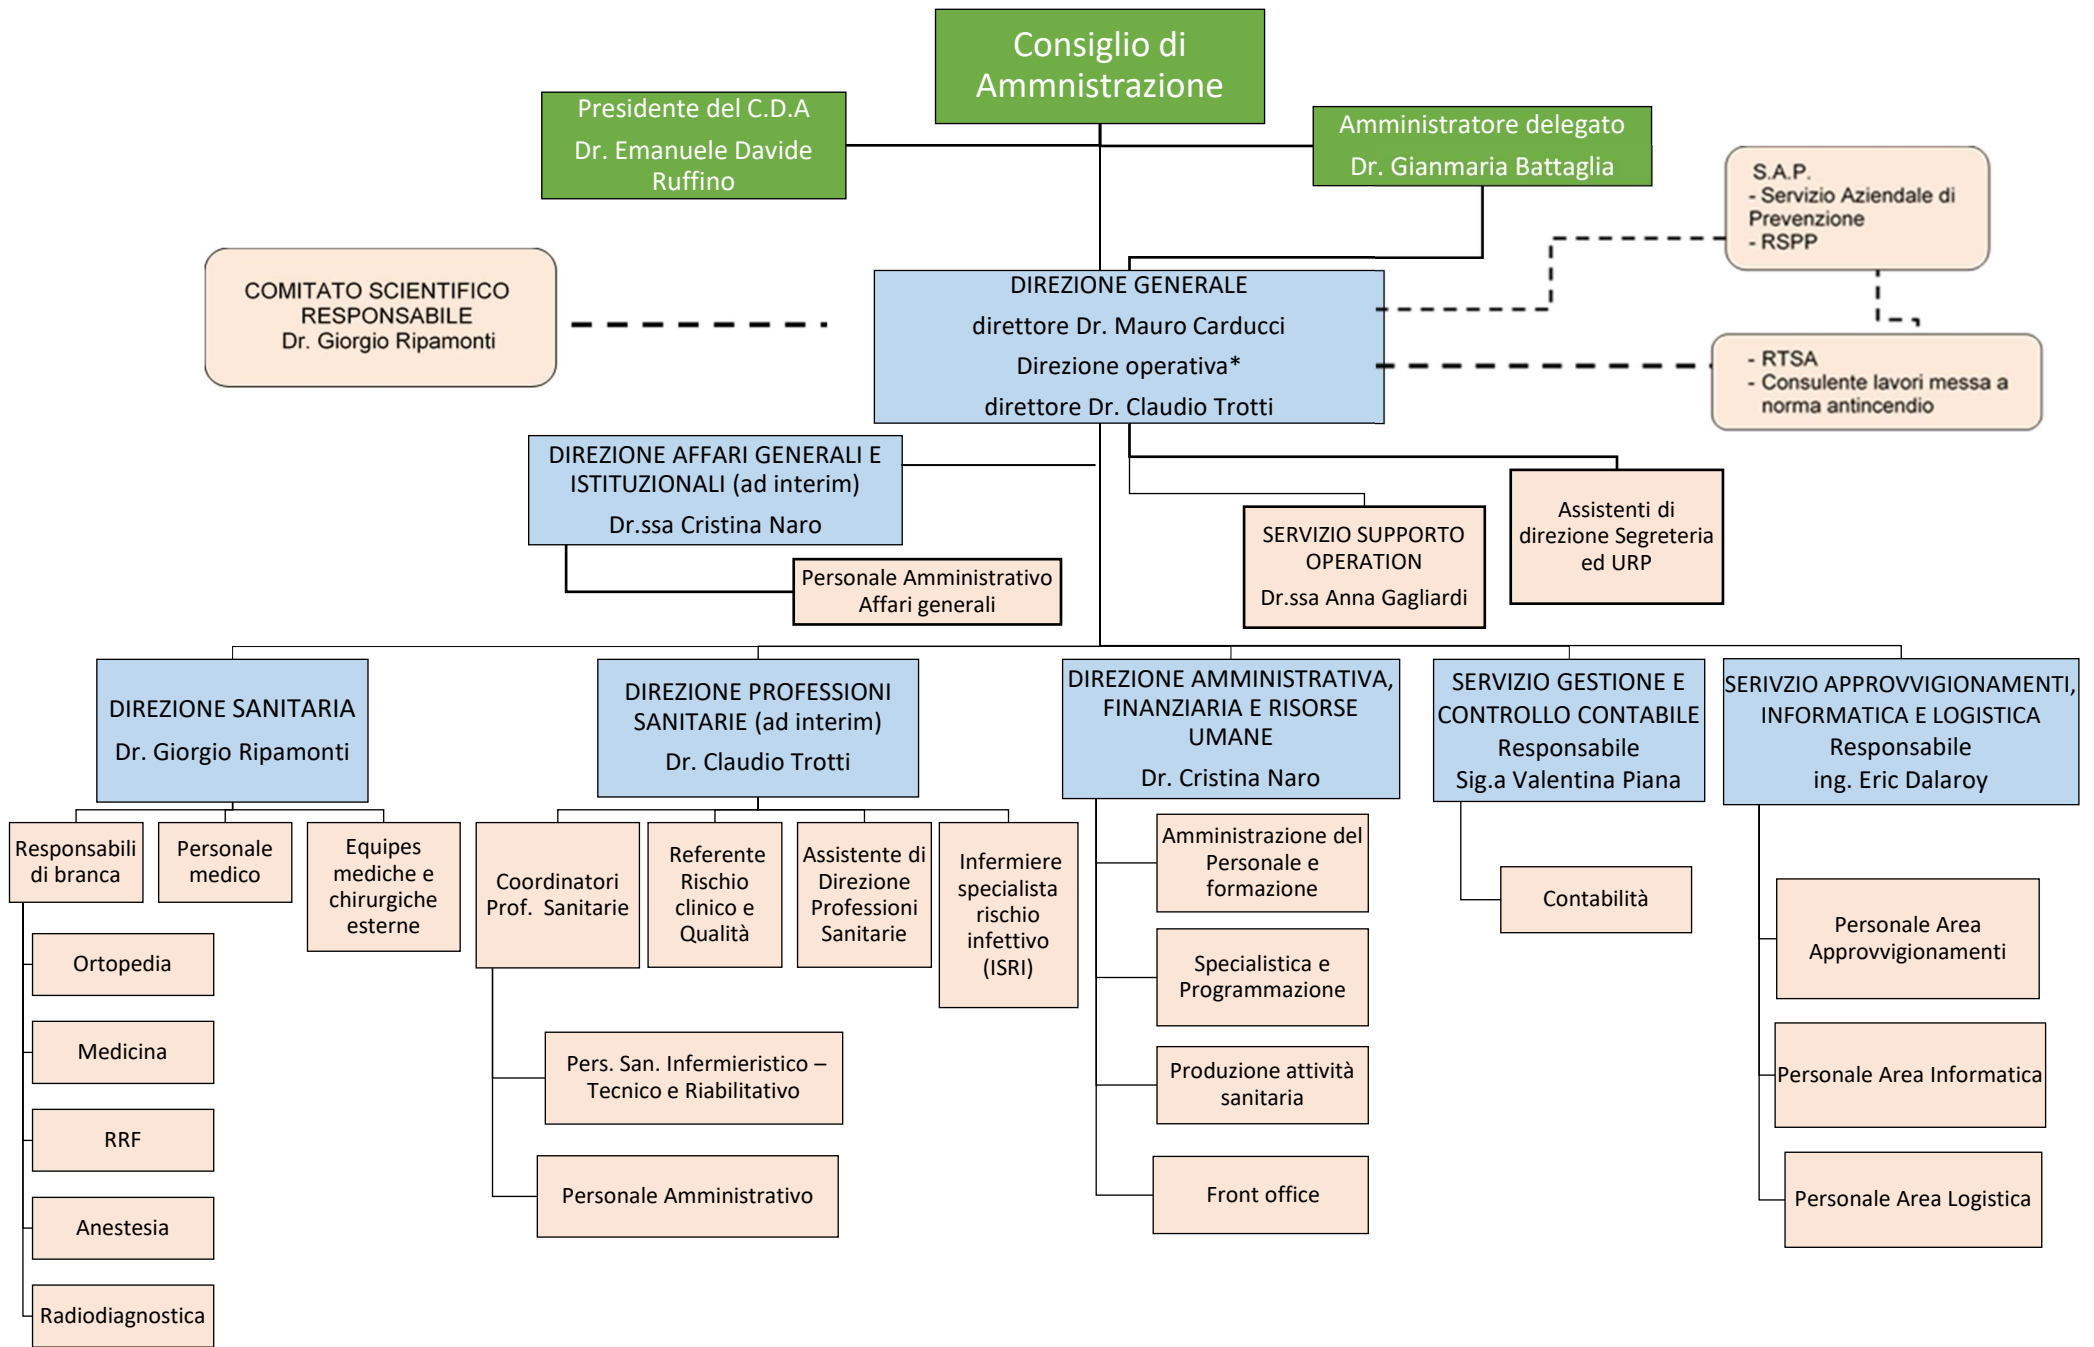 Consiglio di
Ammnistrazione
Presidente del C.D.A
Dr. Emanuele Davide
Ruffino
Amministratore delegato
Dr. Gianmaria Battaglia
S.A.P.
- Servizio Aziendale di
Prevenzione
- RSPP
COMITATO SCIENTIFICO
RESPONSABILE
Dr. Giorgio Ripamonti
DIREZIONE GENERALE
direttore Dr. Mauro Carducci
Direzione operativa*
direttore Dr. Claudio Trotti
- RTSA
- Consulente lavori messa a
norma antincendio
DIREZIONE AFFARI GENERALI E
ISTITUZIONALI (ad interim)
Dr.ssa Cristina Naro
Personale Amministrativo
Affari generali
SERVIZIO SUPPORTO
OPERATION
Dr.ssa Anna Gagliardi
Assistenti di
direzione Segreteria
ed URP
DIREZIONE SANITARIA
Dr. Giorgio Ripamonti
DIREZIONE PROFESSIONI
SANITARIE (ad interim)
Dr. Claudio Trotti
DIREZIONE AMMINISTRATIVA,
FINANZIARIA E RISORSE
UMANE
Dr. Cristina Naro
SERVIZIO GESTIONE E
CONTROLLO CONTABILE
Responsabile
Sig.a Valentina Piana
SERIVZIO APPROVVIGIONAMENTI,
INFORMATICA E LOGISTICA
Responsabile
ing. Eric Dalaroy
Responsabili
di branca
Personale
medico
Equipes
mediche e
chirurgiche
esterne
Ortopedia
Medicina
RRF
Anestesia
Radiodiagnostica
Coordinatori
Prof. Sanitarie
Referente
Rischio
clinico e
Qualità
Assistente di
Direzione
Professioni
Sanitarie
Infermiere
specialista
rischio
infettivo
(ISRI)
Pers. San. Infermieristico –
Tecnico e Riabilitativo
Personale Amministrativo
Amministrazione del
Personale e
formazione
Specialistica e
Programmazione
Produzione attività
sanitaria
Front office
Contabilità
Personale Area
Approvvigionamenti
Personale Area Informatica
Personale Area Logistica